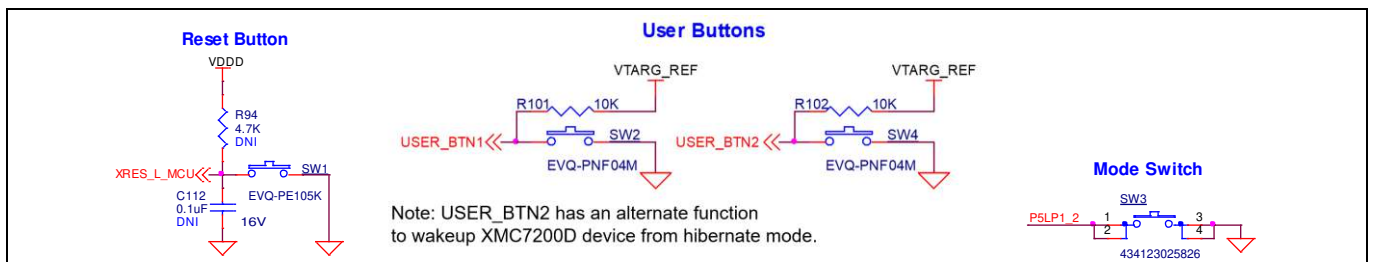 Reset Button
VDDD
R94
4.7K
DNI
XRES_L_MCU
SW1
C112
0.1uF
DNI
16V
EVQ-PE105K
User Buttons
VTARG_REF
R101
10K
USER_BTN1
SW2
EVQ-PNF04M
VTARG_REF
R102
10K
USER_BTN2
SW4
EVQ-PNF04M
Note: USER_BTN2 has an alternate function
to wakeup XMC7200D device from hibernate mode.
Mode Switch
SW3
P5LP1_2
1
2
3
4
434123025826